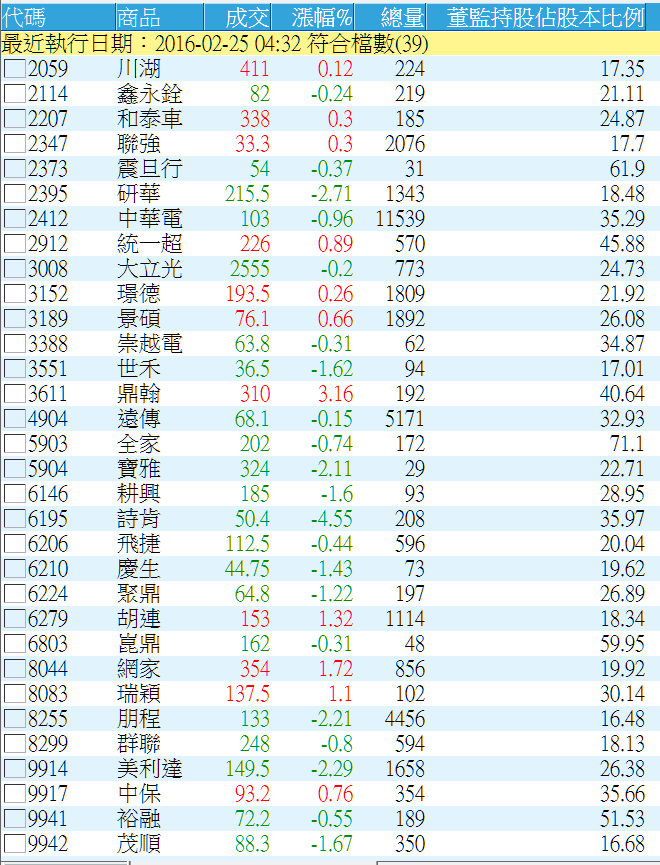 代碼 商品 成交 漲幅% 總量 董監持股佔股本比例
最近執行日期：2016-02-25 04:32 符合檔數(39)
2059 川湖 411 0.12 224 17.35
2114 鑫永銓 82 -0.24 219 21.11
2207 和泰車 338 0.3 185 24.87
2347 聯強 33.3 0.3 2076 17.7
2373 震旦行 54 -0.37 31 61.9
2395 研華 215.5 -2.71 1343 18.48
2412 中華電 103 -0.96 11539 35.29
2912 統一超 226 0.89 570 45.88
3008 大立光 2555 -0.2 773 24.73
3152 璟德 193.5 0.26 1809 21.92
3189 景碩 76.1 0.66 1892 26.08
3388 崇越電 63.8 -0.31 62 34.87
3551 世禾 36.5 -1.62 94 17.01
3611 鼎翰 310 3.16 192 40.64
4904 遠傳 68.1 -0.15 5171 32.93
5903 全家 202 -0.74 172 71.1
5904 寶雅 324 -2.11 29 22.71
6146 耕興 185 -1.6 93 28.95
6195 詩肯 50.4 -4.55 208 35.97
6206 飛捷 112.5 -0.44 596 20.04
6210 慶生 44.75 -1.43 73 19.62
6224 聚鼎 64.8 -1.22 197 26.89
6279 胡連 153 1.32 1114 18.34
6803 崑鼎 162 -0.31 48 59.95
8044 網家 354 1.72 856 19.92
8083 瑞穎 137.5 1.1 102 30.14
8255 朋程 133 -2.21 4456 16.48
8299 群聯 248 -0.8 594 18.13
9914 美利達 149.5 -2.29 1658 26.38
9917 中保 93.2 0.76 354 35.66
9941 裕融 72.2 -0.55 189 51.53
9942 茂順 88.3 -1.67 350 16.68